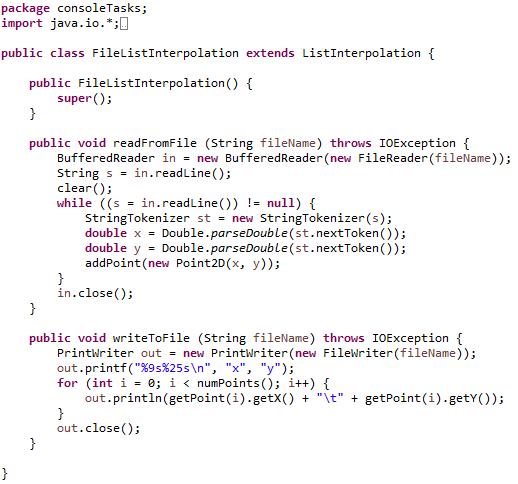 package consoleTasks;
import java.io.*;

public class FileListInterpolation extends ListInterpolation {

    public FileListInterpolation() {
        super();
    }

    public void readFromFile (String fileName) throws IOException {
        BufferedReader in = new BufferedReader(new FileReader(fileName));
        String s = in.readLine();
        clear();
        while ((s = in.readLine()) != null) {
            StringTokenizer st = new StringTokenizer(s);
            double x = Double.parseDouble(st.nextToken());
            double y = Double.parseDouble(st.nextToken());
            addPoint(new Point2D(x, y));
        }
        in.close();
    }

    public void writeToFile (String fileName) throws IOException {
        PrintWriter out = new PrintWriter(new FileWriter(fileName));
        out.printf("%9s%25s\n", "x", "y");
        for (int i = 0; i < numPoints(); i++) {
            out.println(getPoint(i).getX() + "\t" + getPoint(i).getY());
        }
        out.close();
    }

}